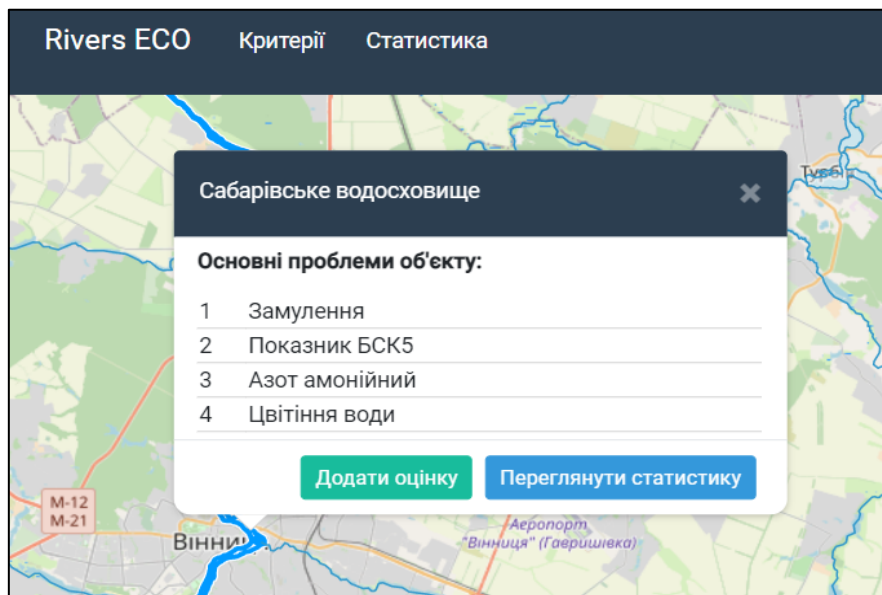 Rivers ECO Критерії Статистика
Сабарівське водосховище ×
Основні проблеми об'єкту:
1 Замулення
2 Показник БСК5
3 Азот амонійний
4 Цвітіння води
Додати оцінку Переглянути статистику
M-12
M-21
Аеропорт
"Вінниця" (Гавришівка)